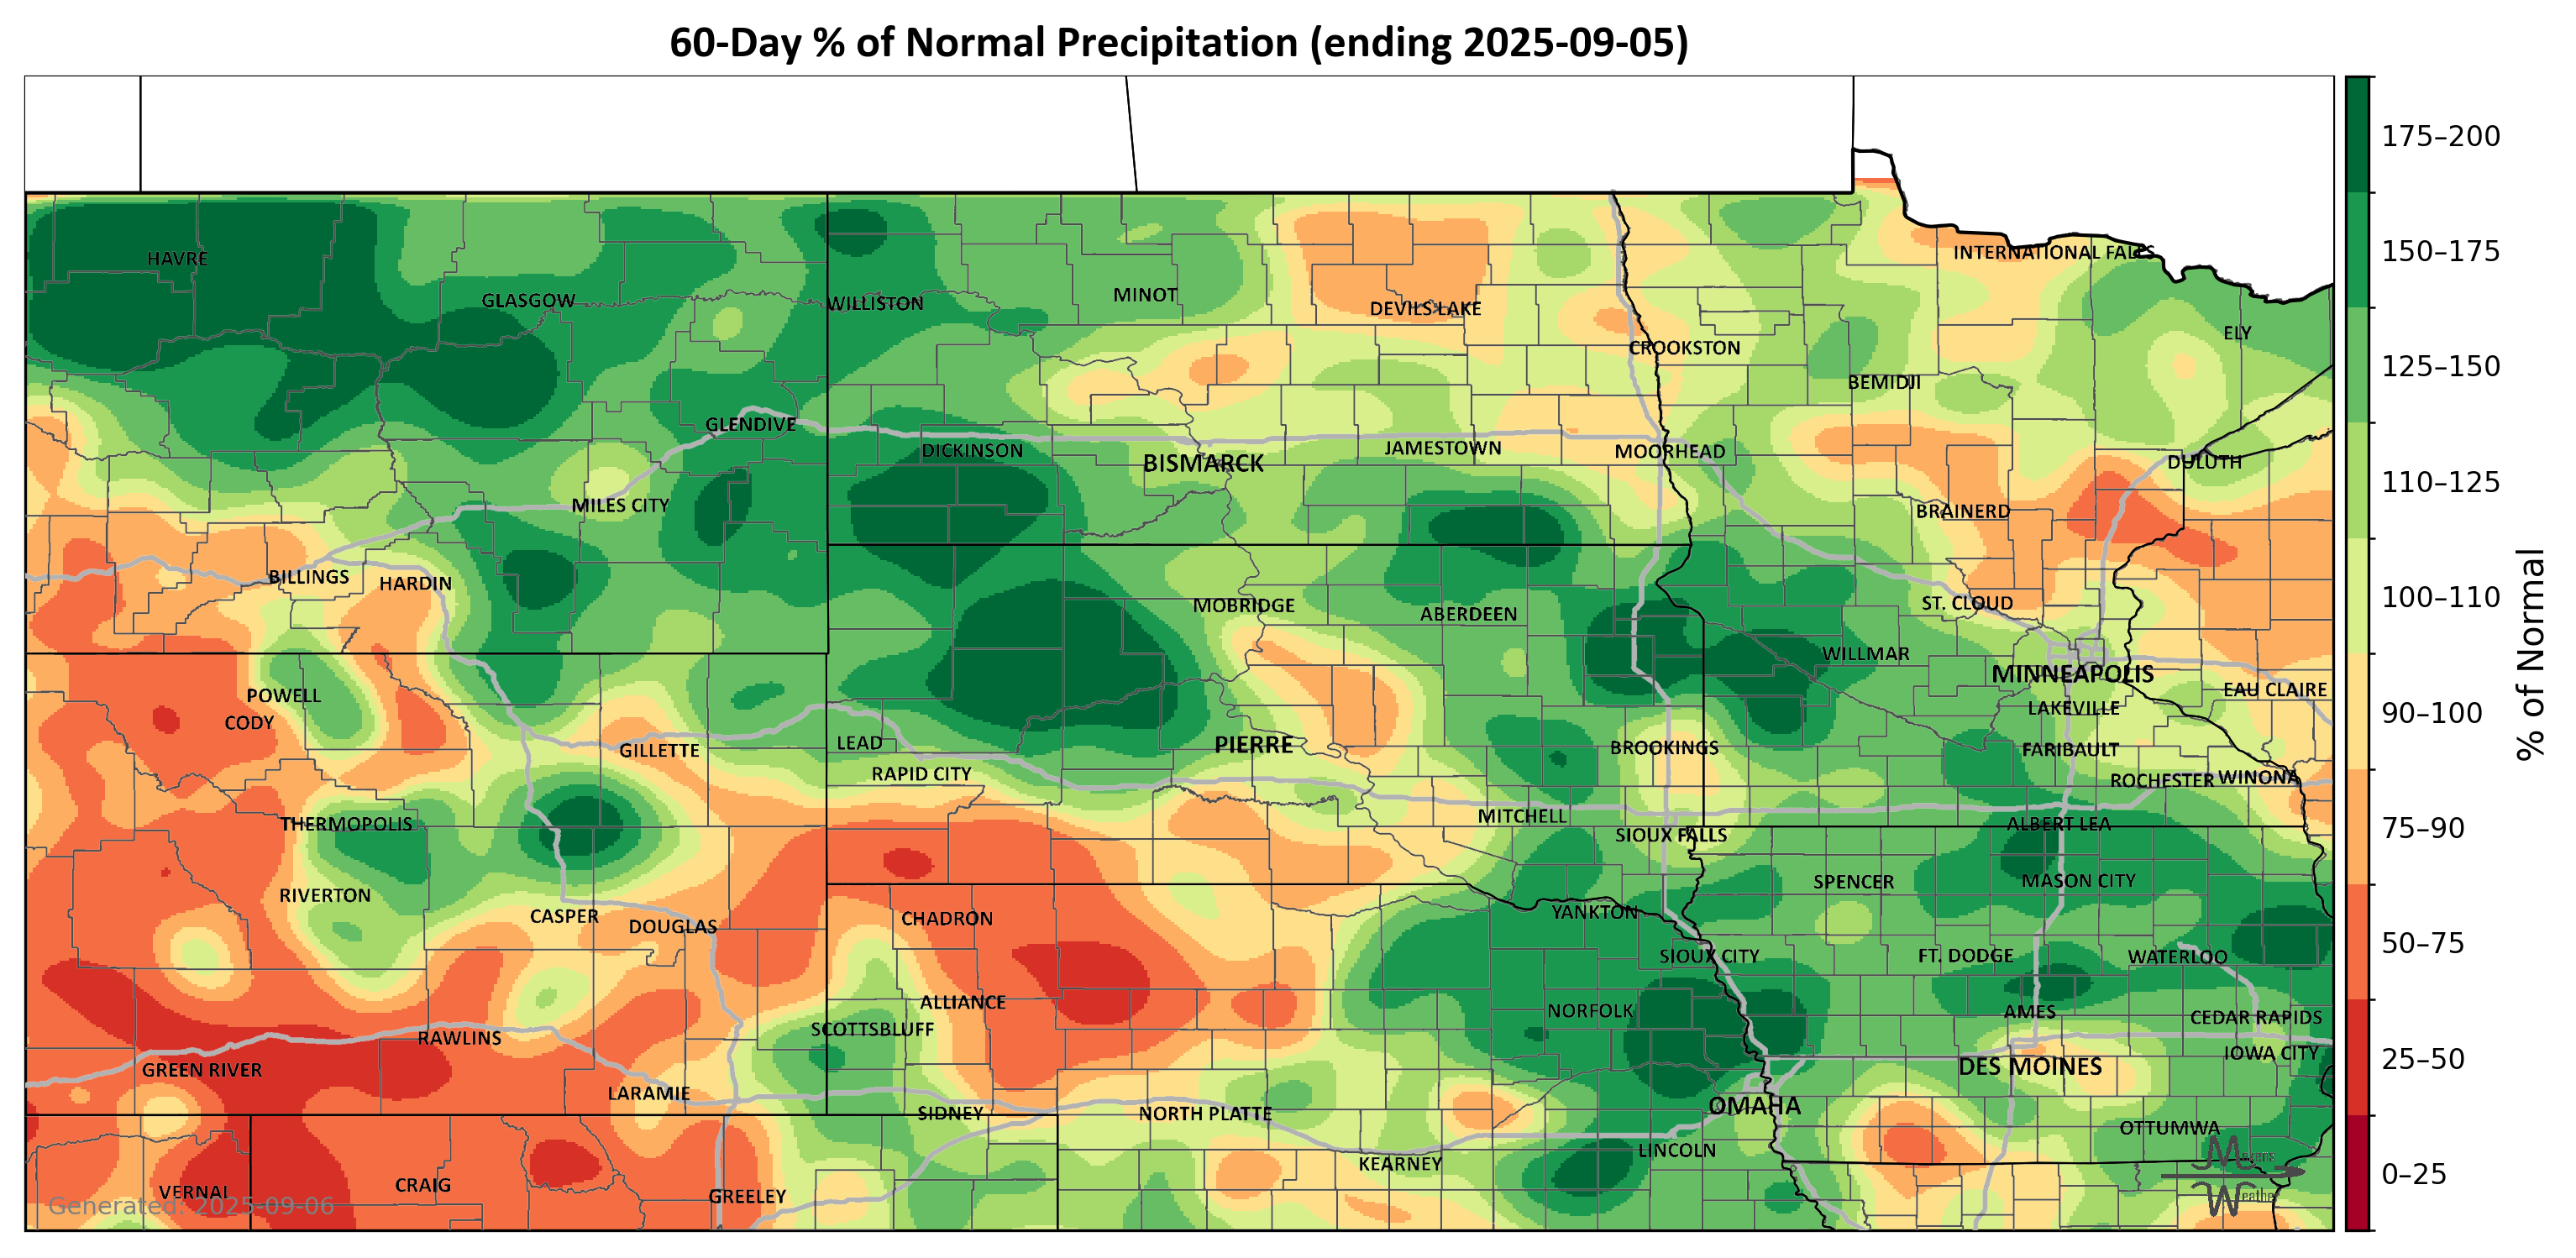 60-Day % of Normal Precipitation (ending 2025-09-05)
175–200
150–175
125–150
110–125
100–110
90–100
75–90
50–75
25–50
0–25
% of Normal
HAVRE
INTERNATIONAL FALLS
GLASGOW
WILLISTON
MINOT
DEVILS LAKE
ELY
CROOKSTON
BEMIDJI
GLENDIVE
DICKINSON
BISMARCK
JAMESTOWN
MOORHEAD
DULUTH
MILES CITY
BRAINERD
BILLINGS
HARDIN
MOBRIDGE
ABERDEEN
ST. CLOUD
WILLMAR
MINNEAPOLIS
EAU CLAIRE
POWELL
CODY
LAKEVILLE
GILLETTE
LEAD
PIERRE
BROOKINGS
FARIBAULT
RAPID CITY
ROCHESTER
WINONA
THERMOPOLIS
MITCHELL
SIOUX FALLS
ALBERT LEA
RIVERTON
SPENCER
MASON CITY
CASPER
DOUGLAS
CHADRON
YANKTON
SIOUX CITY
FT. DODGE
WATERLOO
ALLIANCE
NORFOLK
AMES
CEDAR RAPIDS
SCOTTSBLUFF
RAWLINS
IOWA CITY
GREEN RIVER
DES MOINES
LARAMIE
SIDNEY
NORTH PLATTE
OMAHA
OTTUMWA
LINCOLN
KEARNEY
VERNAL
CRAIG
GREELEY
Generated: 2025-09-06
Weather